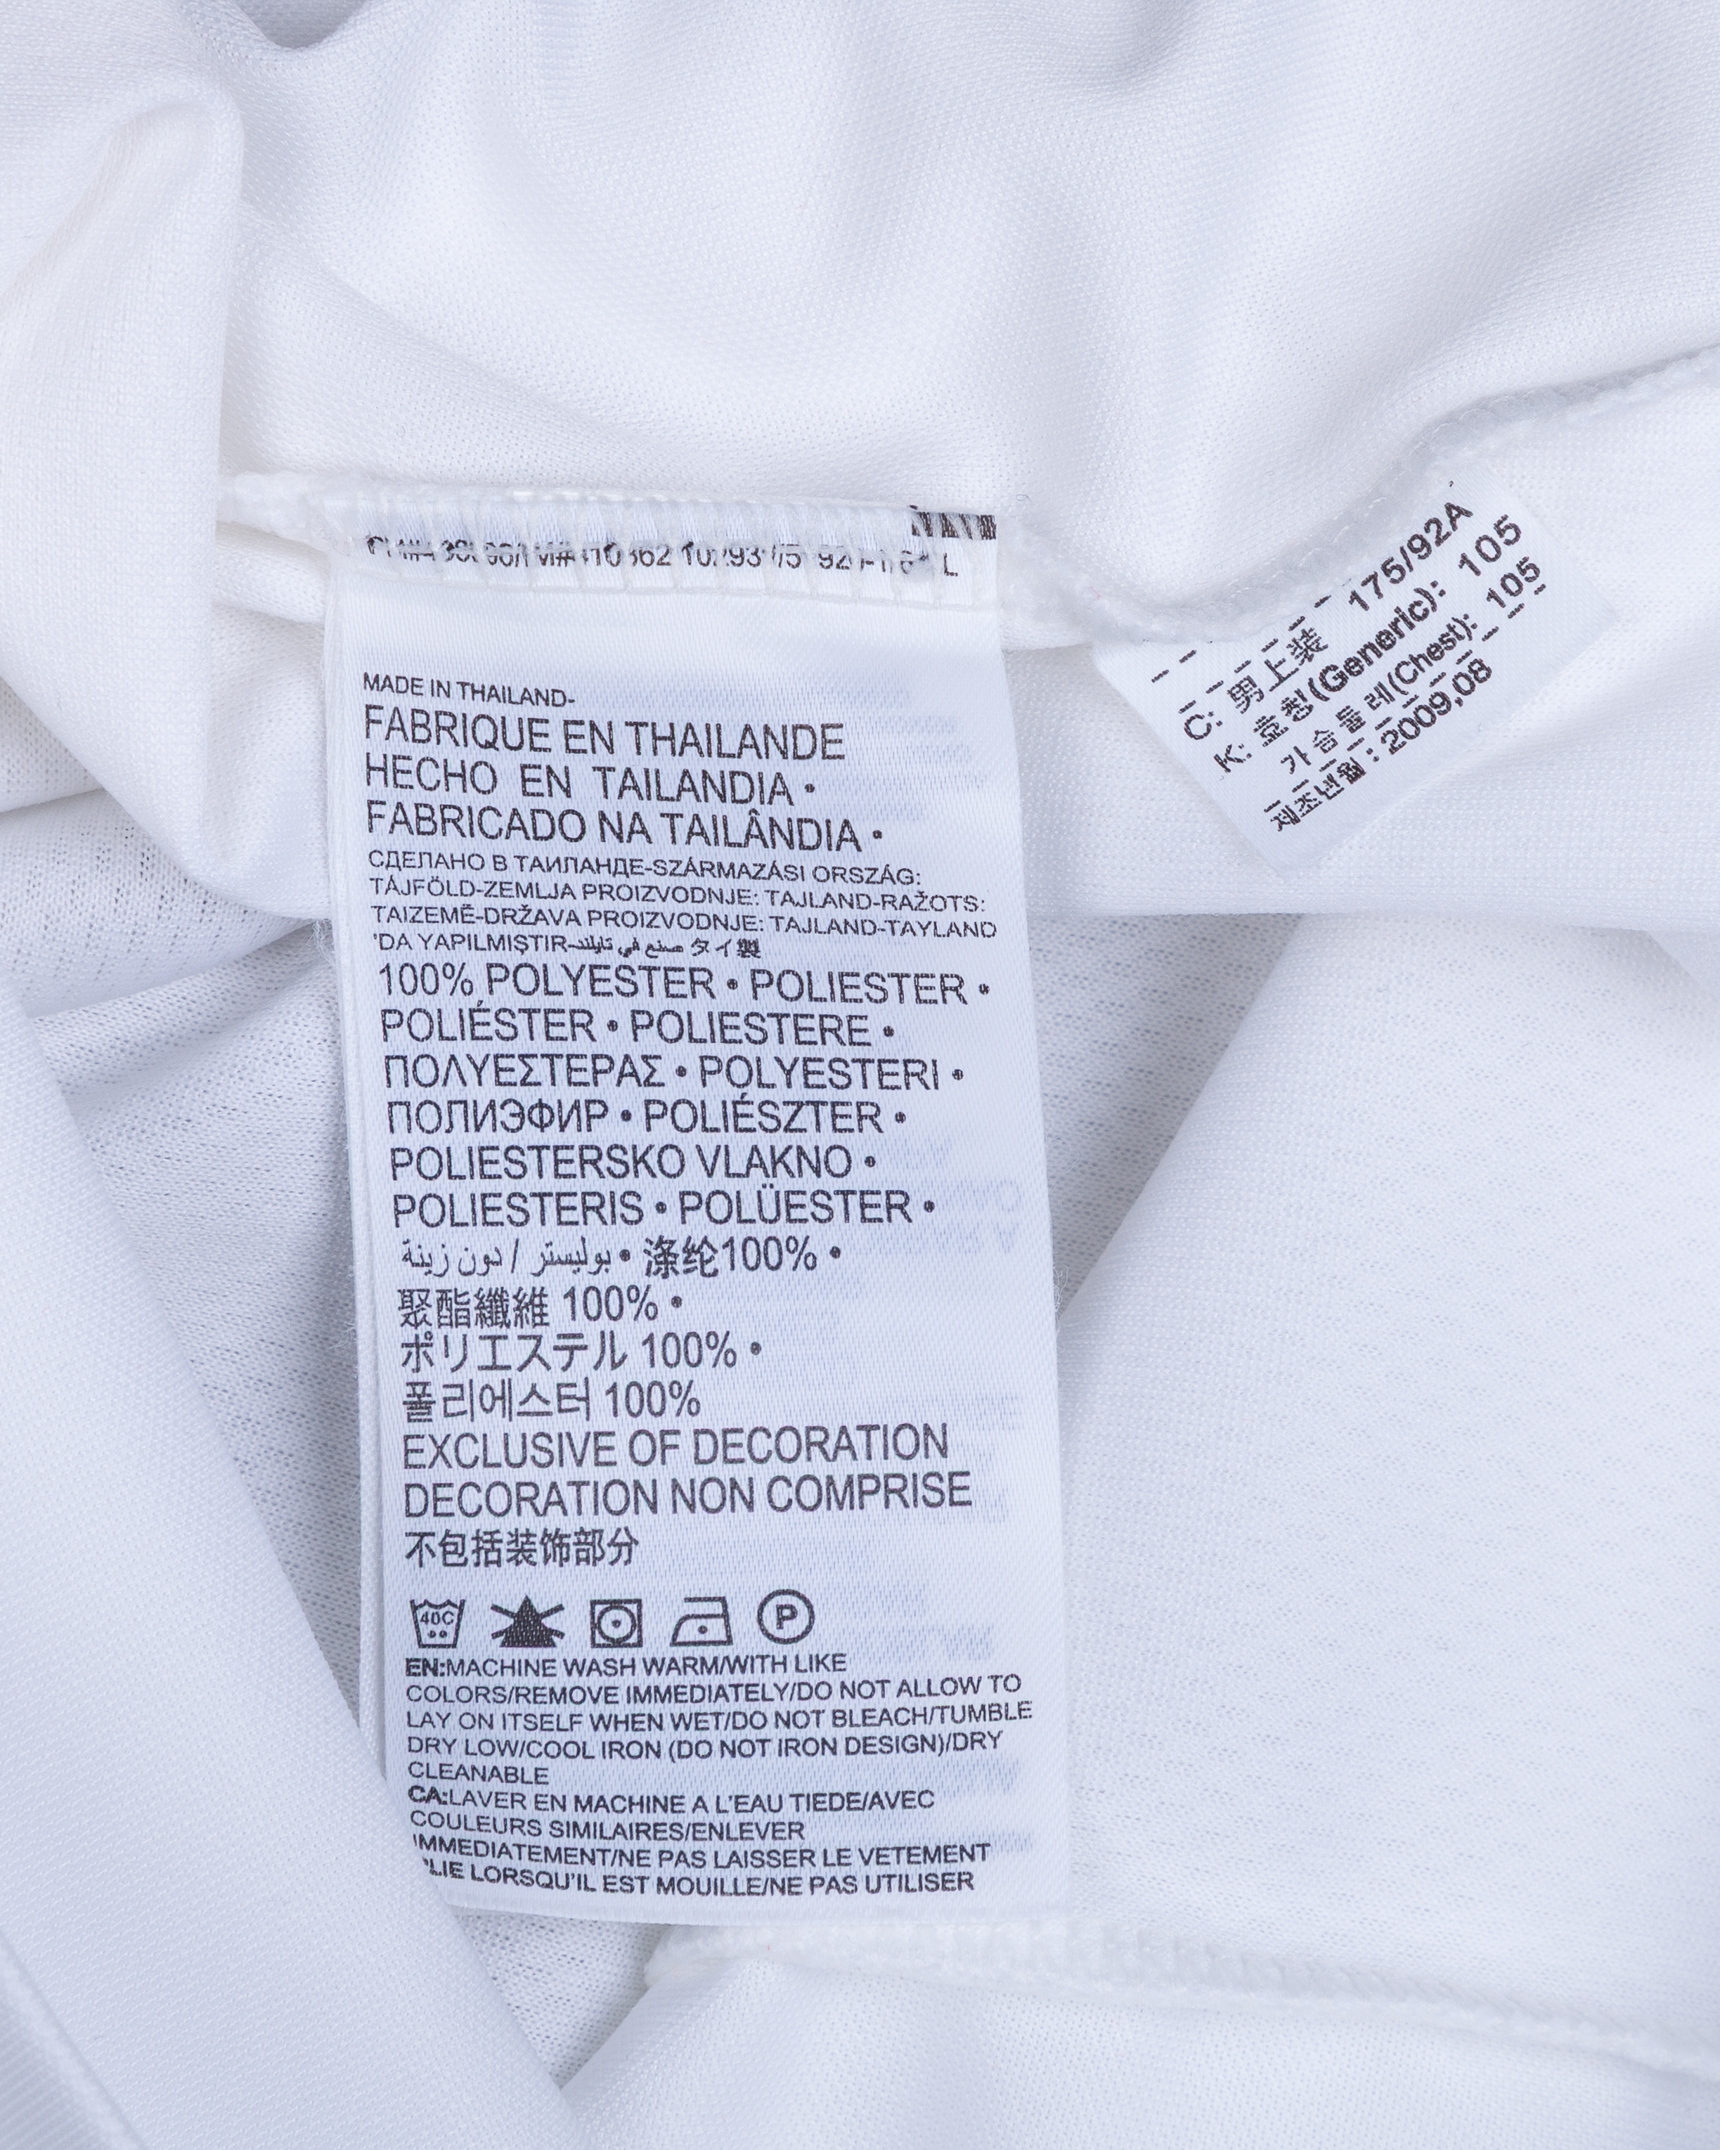 L
MADE IN THAILAND-
FABRIQUE EN THAILANDE
HECHO EN TAILANDIA •
FABRICADO NA TAILÂNDIA •
СДЕЛАНО В ТАИЛАНДЕ-SZÁRMAZÁSI ORSZÁG:
TÁJFÖLD-ZEMLJA PROIZVODNJE: TAJLAND-RAŽOTS:
TAIZEMĒ-DRŽAVA PROIZVODNJE: TAJLAND-TAYLAND
'DA YAPILMIŞTIR-صنع في تايلند タイ製
100% POLYESTER • POLIESTER •
POLIÉSTER • POLIESTERE •
ΠΟΛΥΕΣΤΕΡΑΣ • POLYESTERI •
ПОЛИЭФИР • POLIÉSZTER •
POLIESTERSKO VLAKNO •
POLIESTERIS • POLÜESTER •
بوليستر / دون زينة • 涤纶100% •
聚酯纖維 100% •
ポリエステル 100% •
폴리에스터 100%
EXCLUSIVE OF DECORATION
DECORATION NON COMPRISE
不包括装饰部分
40C
P
EN:MACHINE WASH WARM/WITH LIKE
COLORS/REMOVE IMMEDIATELY/DO NOT ALLOW TO
LAY ON ITSELF WHEN WET/DO NOT BLEACH/TUMBLE
DRY LOW/COOL IRON (DO NOT IRON DESIGN)/DRY
CLEANABLE
CA:LAVER EN MACHINE A L'EAU TIEDE/AVEC
COULEURS SIMILAIRES/ENLEVER
IMMEDIATEMENT/NE PAS LAISSER LE VETEMENT
LORSQU'IL EST MOUILLE/NE PAS UTILISER
C: 男上装 175/92A
K: 호칭(Generic): 105
가슴둘레(Chest): 105
제조년월 : 2009,08